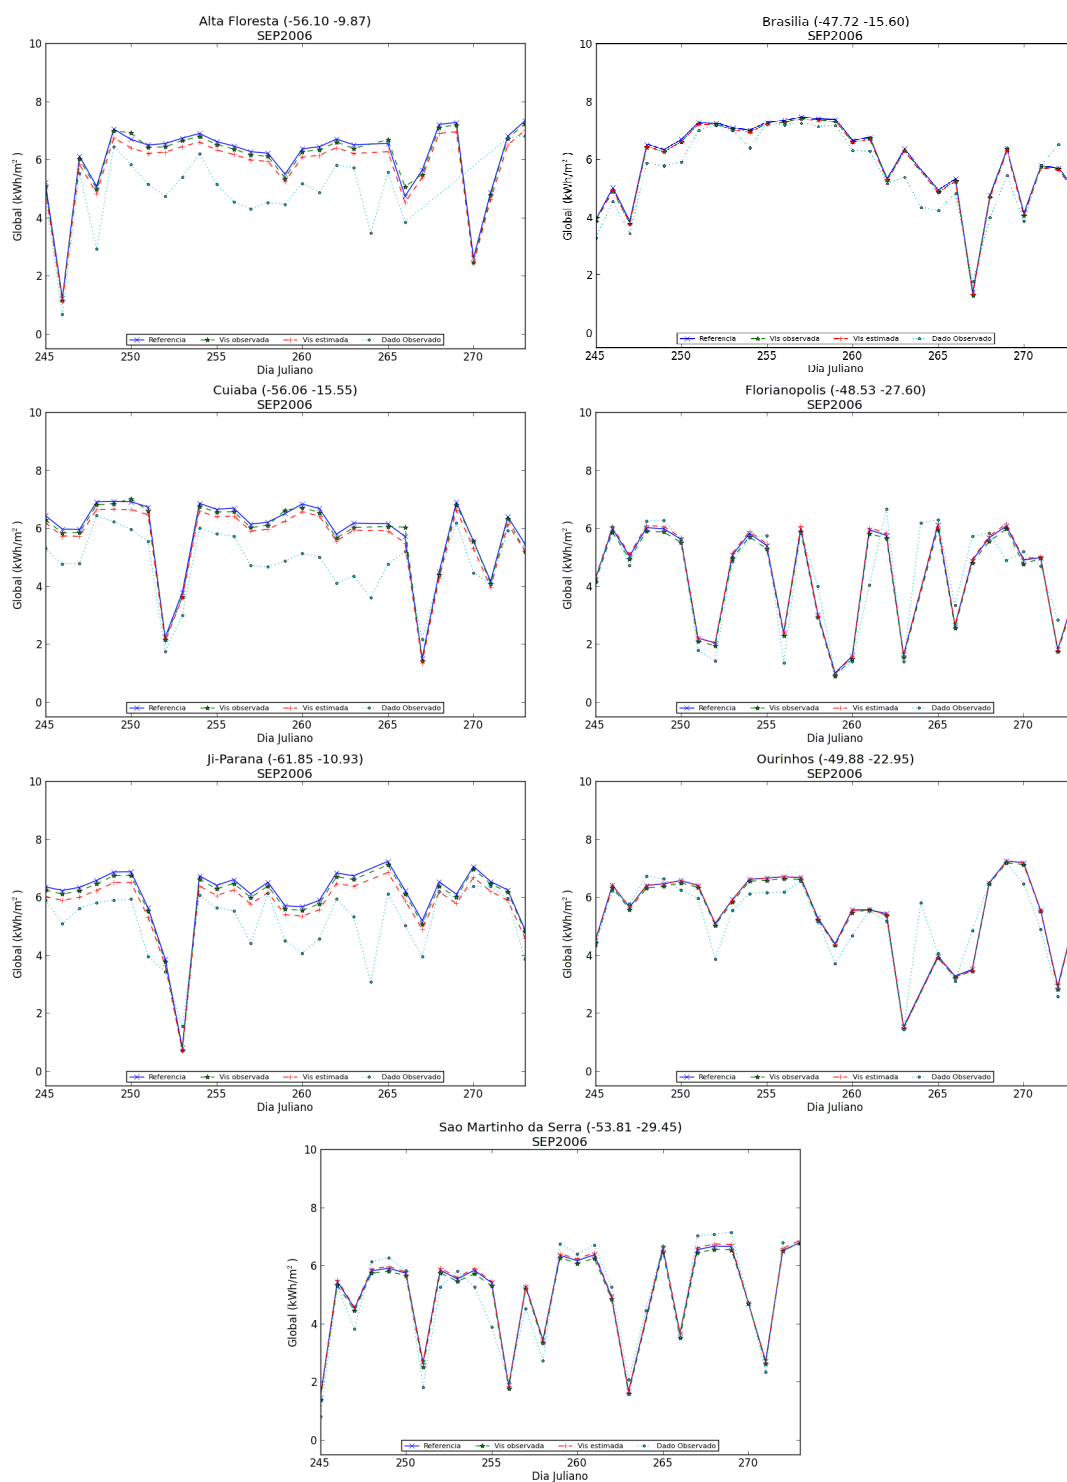 Alta Floresta (-56.10 -9.87)
SEP2006
10
8
6
4
2
0
Global (kWh/m²)
Referencia Vis observada Vis estimada Dado Observado
245 250 255 260 265 270
Dia Juliano
Brasilia (-47.72 -15.60)
SEP2006
10
8
6
4
2
0
Global (kWh/m²)
Referencia Vis observada Vis estimada Dado Observado
245 250 255 260 265 270
Dia Juliano
Cuiaba (-56.06 -15.55)
SEP2006
10
8
6
4
2
0
Global (kWh/m²)
Referencia Vis observada Vis estimada Dado Observado
245 250 255 260 265 270
Dia Juliano
Florianopolis (-48.53 -27.60)
SEP2006
10
8
6
4
2
0
Global (kWh/m²)
Referencia Vis observada Vis estimada Dado Observado
245 250 255 260 265 270
Dia Juliano
Ji-Parana (-61.85 -10.93)
SEP2006
10
8
6
4
2
0
Global (kWh/m²)
Referencia Vis observada Vis estimada Dado Observado
245 250 255 260 265 270
Dia Juliano
Ourinhos (-49.88 -22.95)
SEP2006
10
8
6
4
2
0
Global (kWh/m²)
Referencia Vis observada Vis estimada Dado Observado
245 250 255 260 265 270
Dia Juliano
Sao Martinho da Serra (-53.81 -29.45)
SEP2006
10
8
6
4
2
0
Global (kWh/m²)
Referencia Vis observada Vis estimada Dado Observado
245 250 255 260 265 270
Dia Juliano